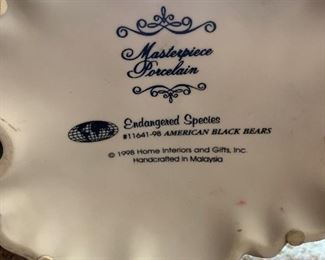 Masterpiece
Porcelain
Endangered Species
#11641-98 AMERICAN BLACK BEARS
© 1998 Home Interiors and Gifts, Inc.
Handcrafted in Malaysia